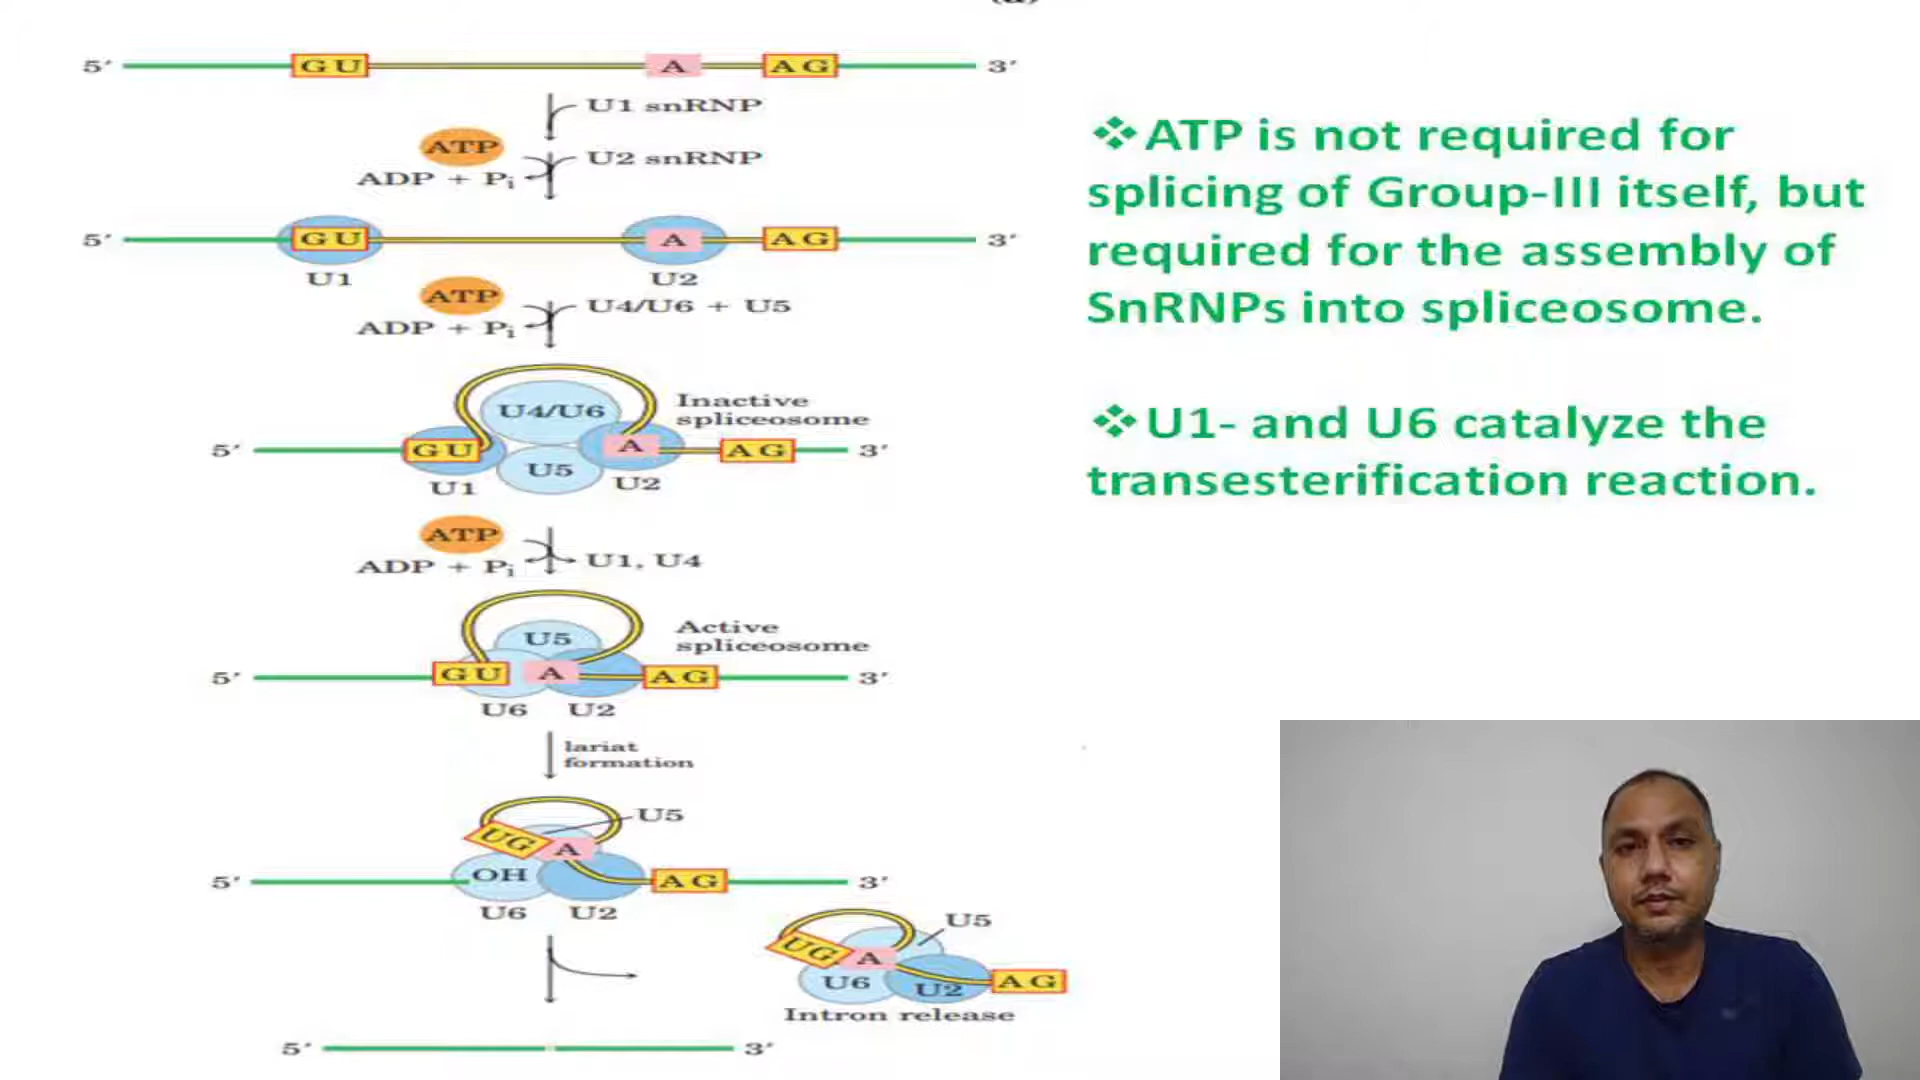 5′ GU A AG 3′
U1 snRNP
ATP
U2 snRNP
ADP + Pi
5′ GU A AG 3′
U1 U2
ATP
U4/U6 + U5
ADP + Pi
U4/U6
Inactive
spliceosome
5′ GU A AG 3′
U5
U1 U2
ATP
ADP + Pi
U1, U4
U5
Active
spliceosome
5′ GU A AG 3′
U6 U2
lariat
formation
U5
UG A
5′ OH AG 3′
U6 U2
U5
UG A
U6 U2 AG
Intron release
5′ 3′
❖ATP is not required for
splicing of Group-III itself, but
required for the assembly of
SnRNPs into spliceosome.
❖U1- and U6 catalyze the
transesterification reaction.